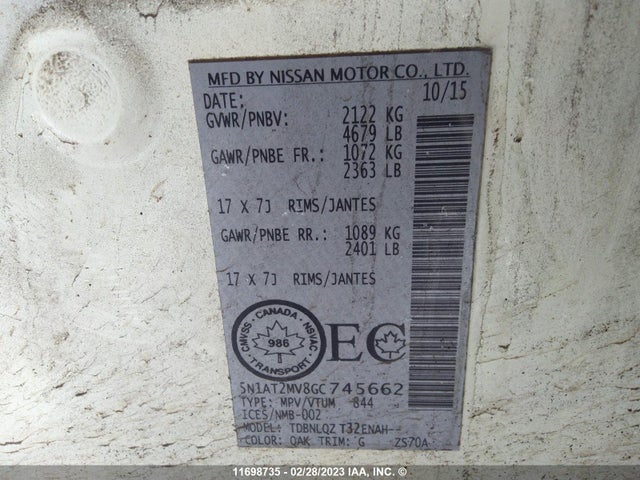 MFD BY NISSAN MOTOR CO., LTD.
DATE: 10/15
GVWR/PNBV: 2122 KG
4679 LB
GAWR/PNBE FR.: 1072 KG
2363 LB
17 X 7J RIMS/JANTES
GAWR/PNBE RR.: 1089 KG
2401 LB
17 X 7J RIMS/JANTES
CANADA
CMVSS · NSVAC
986
TRANSPORT
EC
5N1AT2MV8GC745662
TYPE: MPV/VTUM 844
ICES/NMB-002
MODEL: TDBNLQZ T32ENAH--
COLOR: QAK TRIM: G ZS70A
11698735 - 02/28/2023 IAA, Inc. (C)